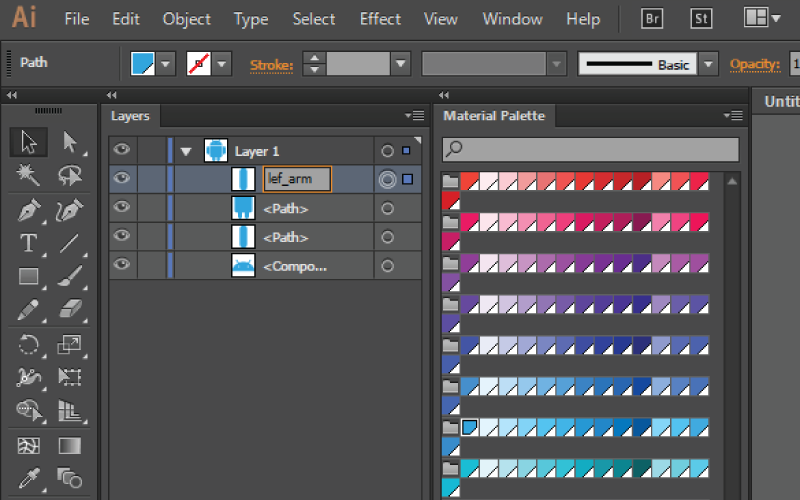 Ai File Edit Object Type Select Effect View Window Help Br St
Path Stroke: Basic Opacity: 1
Layers Material Palette Untit
Layer 1
lef_arm
<Path>
<Path>
<Compo...
T